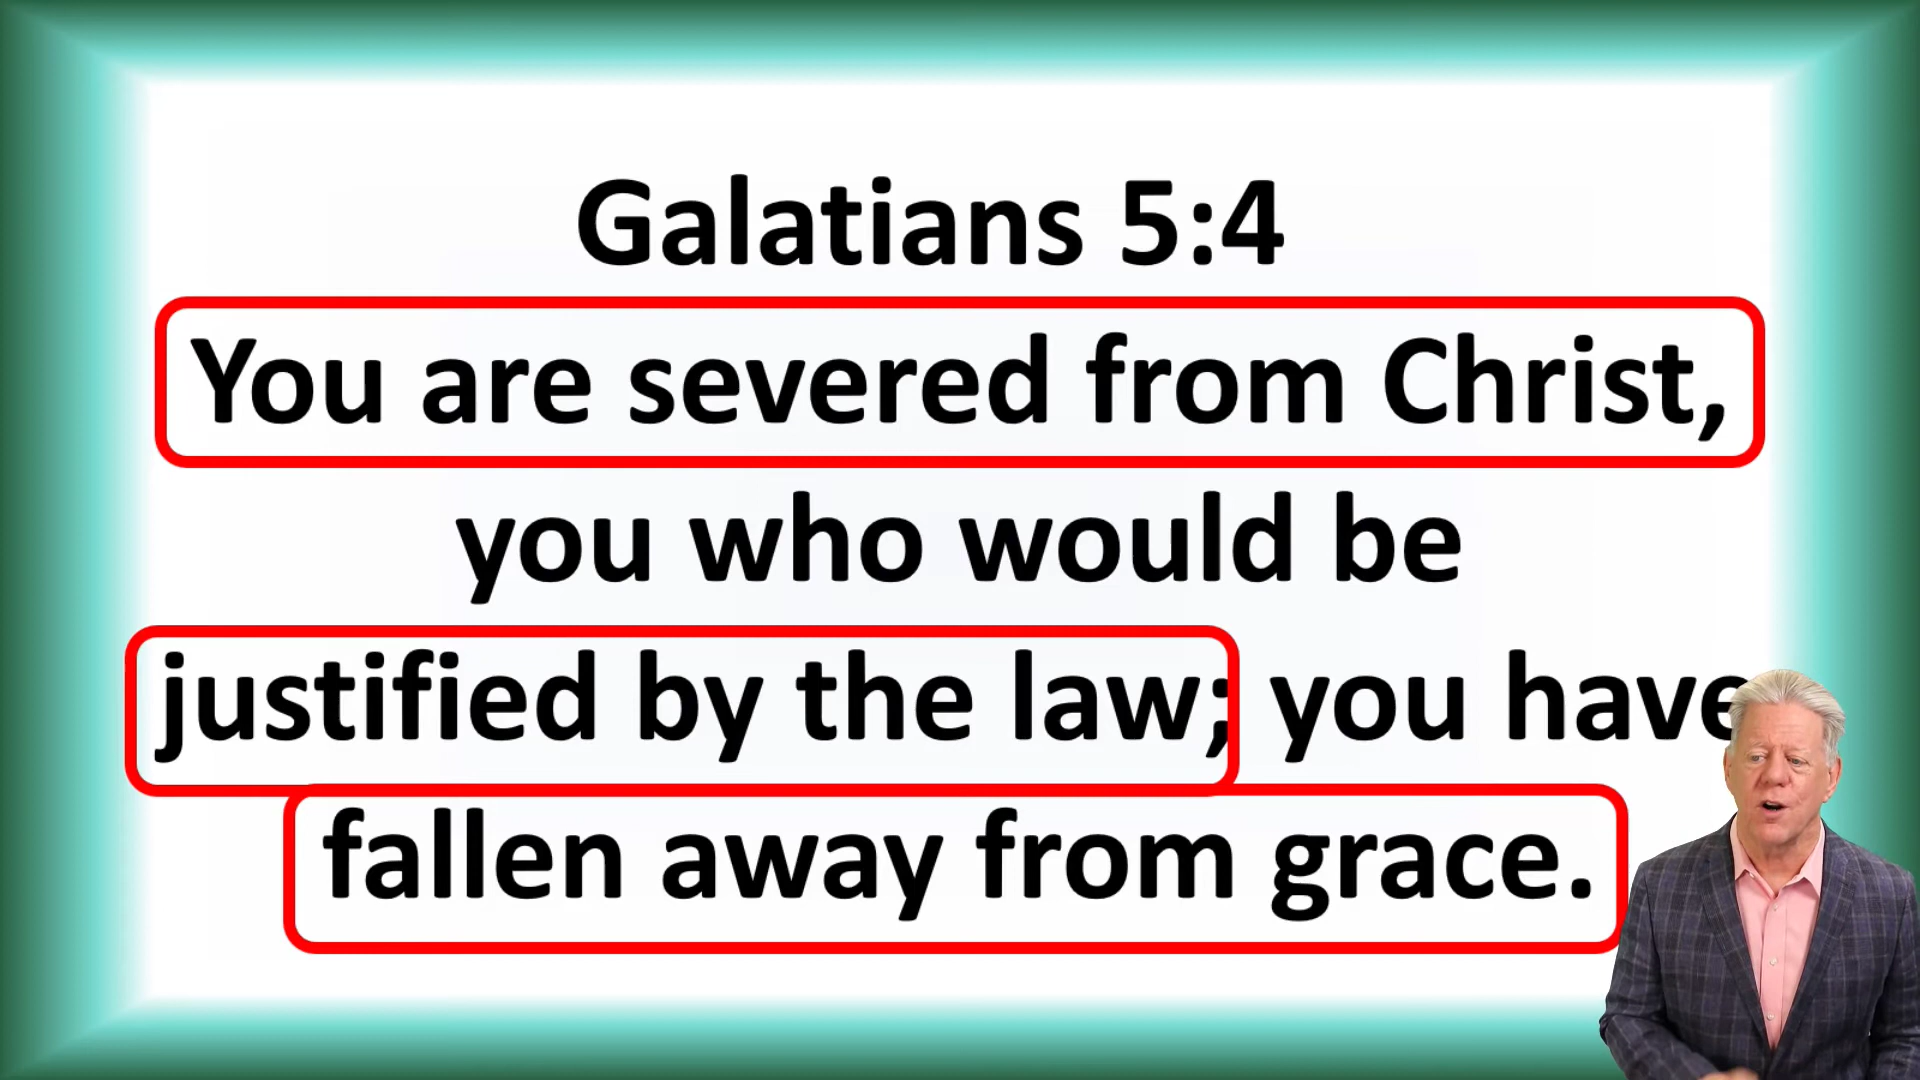 Galatians 5:4
You are severed from Christ,
you who would be
justified by the law; you have
fallen away from grace.